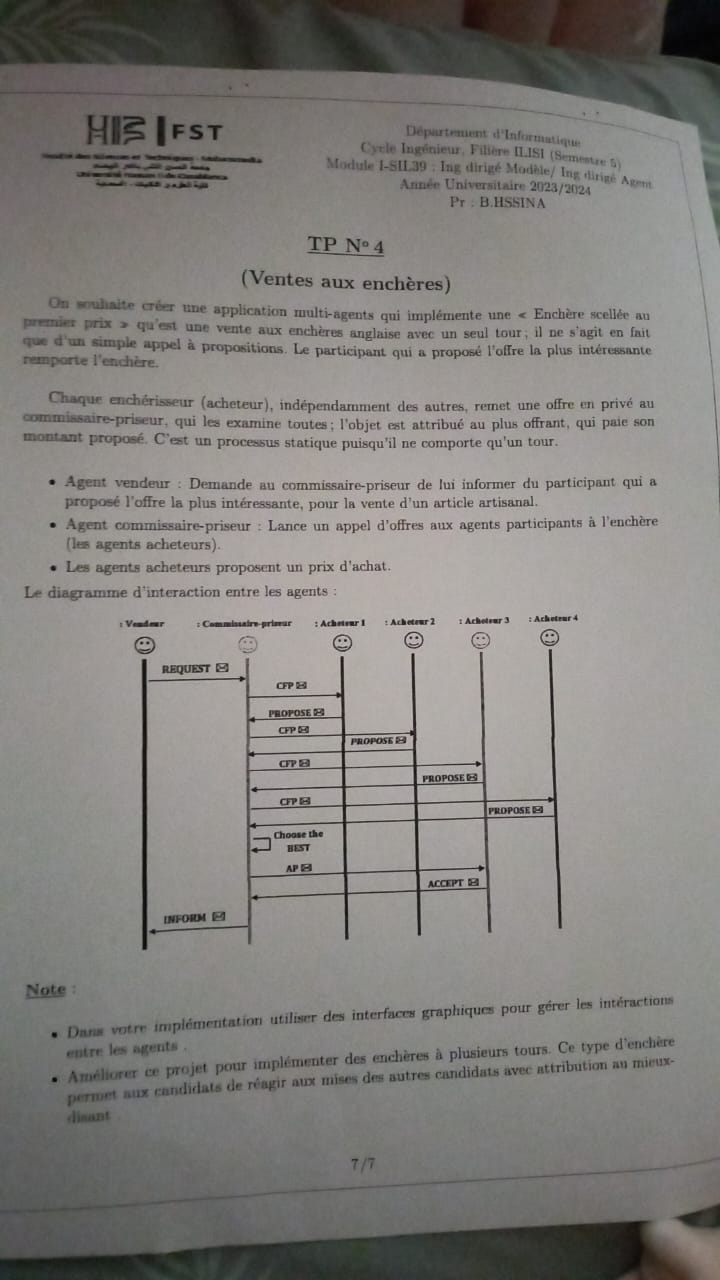 FST
Département d'Informatique
Cycle Ingénieur, Filière ILISI (Semestre 5)
Module I-SIL39 : Ing dirigé Modèle/ Ing dirigé Agent
Année Universitaire 2023/2024
Pr : B.HSSINA
TP N° 4
(Ventes aux enchères)
On souhaite créer une application multi-agents qui implémente une « Enchère scellée au
premier prix » qu'est une vente aux enchères anglaise avec un seul tour ; il ne s'agit en fait
que d'un simple appel à propositions. Le participant qui a proposé l'offre la plus intéressante
remporte l'enchère.
Chaque enchérisseur (acheteur), indépendamment des autres, remet une offre en privé au
commissaire-priseur, qui les examine toutes ; l'objet est attribué au plus offrant, qui paie son
montant proposé. C'est un processus statique puisqu'il ne comporte qu'un tour.
• Agent vendeur : Demande au commissaire-priseur de lui informer du participant qui a
proposé l'offre la plus intéressante, pour la vente d'un article artisanal.
• Agent commissaire-priseur : Lance un appel d'offres aux agents participants à l'enchère
(les agents acheteurs).
• Les agents acheteurs proposent un prix d'achat.
Le diagramme d'interaction entre les agents :
: Vendeur : Commissaire-priseur : Acheteur 1 : Acheteur 2 : Acheteur 3 : Acheteur 4
REQUEST
CFP
PROPOSE
CFP
PROPOSE
CFP
PROPOSE
CFP
PROPOSE
Choose the
BEST
AP
ACCEPT
INFORM
Note :
• Dans votre implémentation utiliser des interfaces graphiques pour gérer les intéractions
entre les agents .
• Améliorer ce projet pour implémenter des enchères à plusieurs tours. Ce type d'enchère
permet aux candidats de réagir aux mises des autres candidats avec attribution au mieux-
disant
7/7